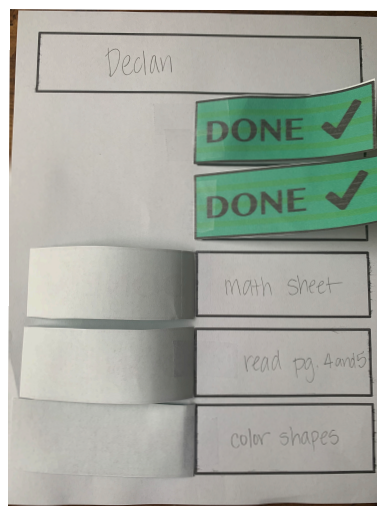 Declan
DONE ✓
DONE ✓
math sheet
read pg. 4 and 5
color shapes